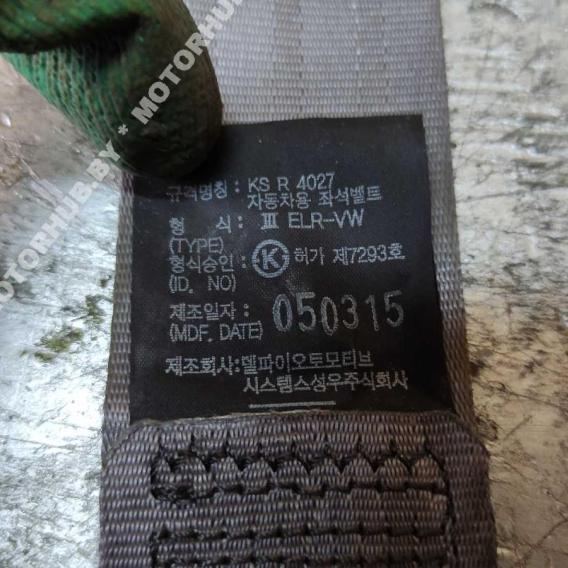 규격명칭 : KS R 4027
자동차용 좌석벨트
형 식 : Ⅲ ELR-VW
(TYPE)
형식승인 : K 허가 제7293호
(ID. NO)
제조일자 : 050315
(MDF. DATE)
제조회사:델파이오토모티브
시스템스성우주식회사
MOTORHUB.BY * MOTORHUB